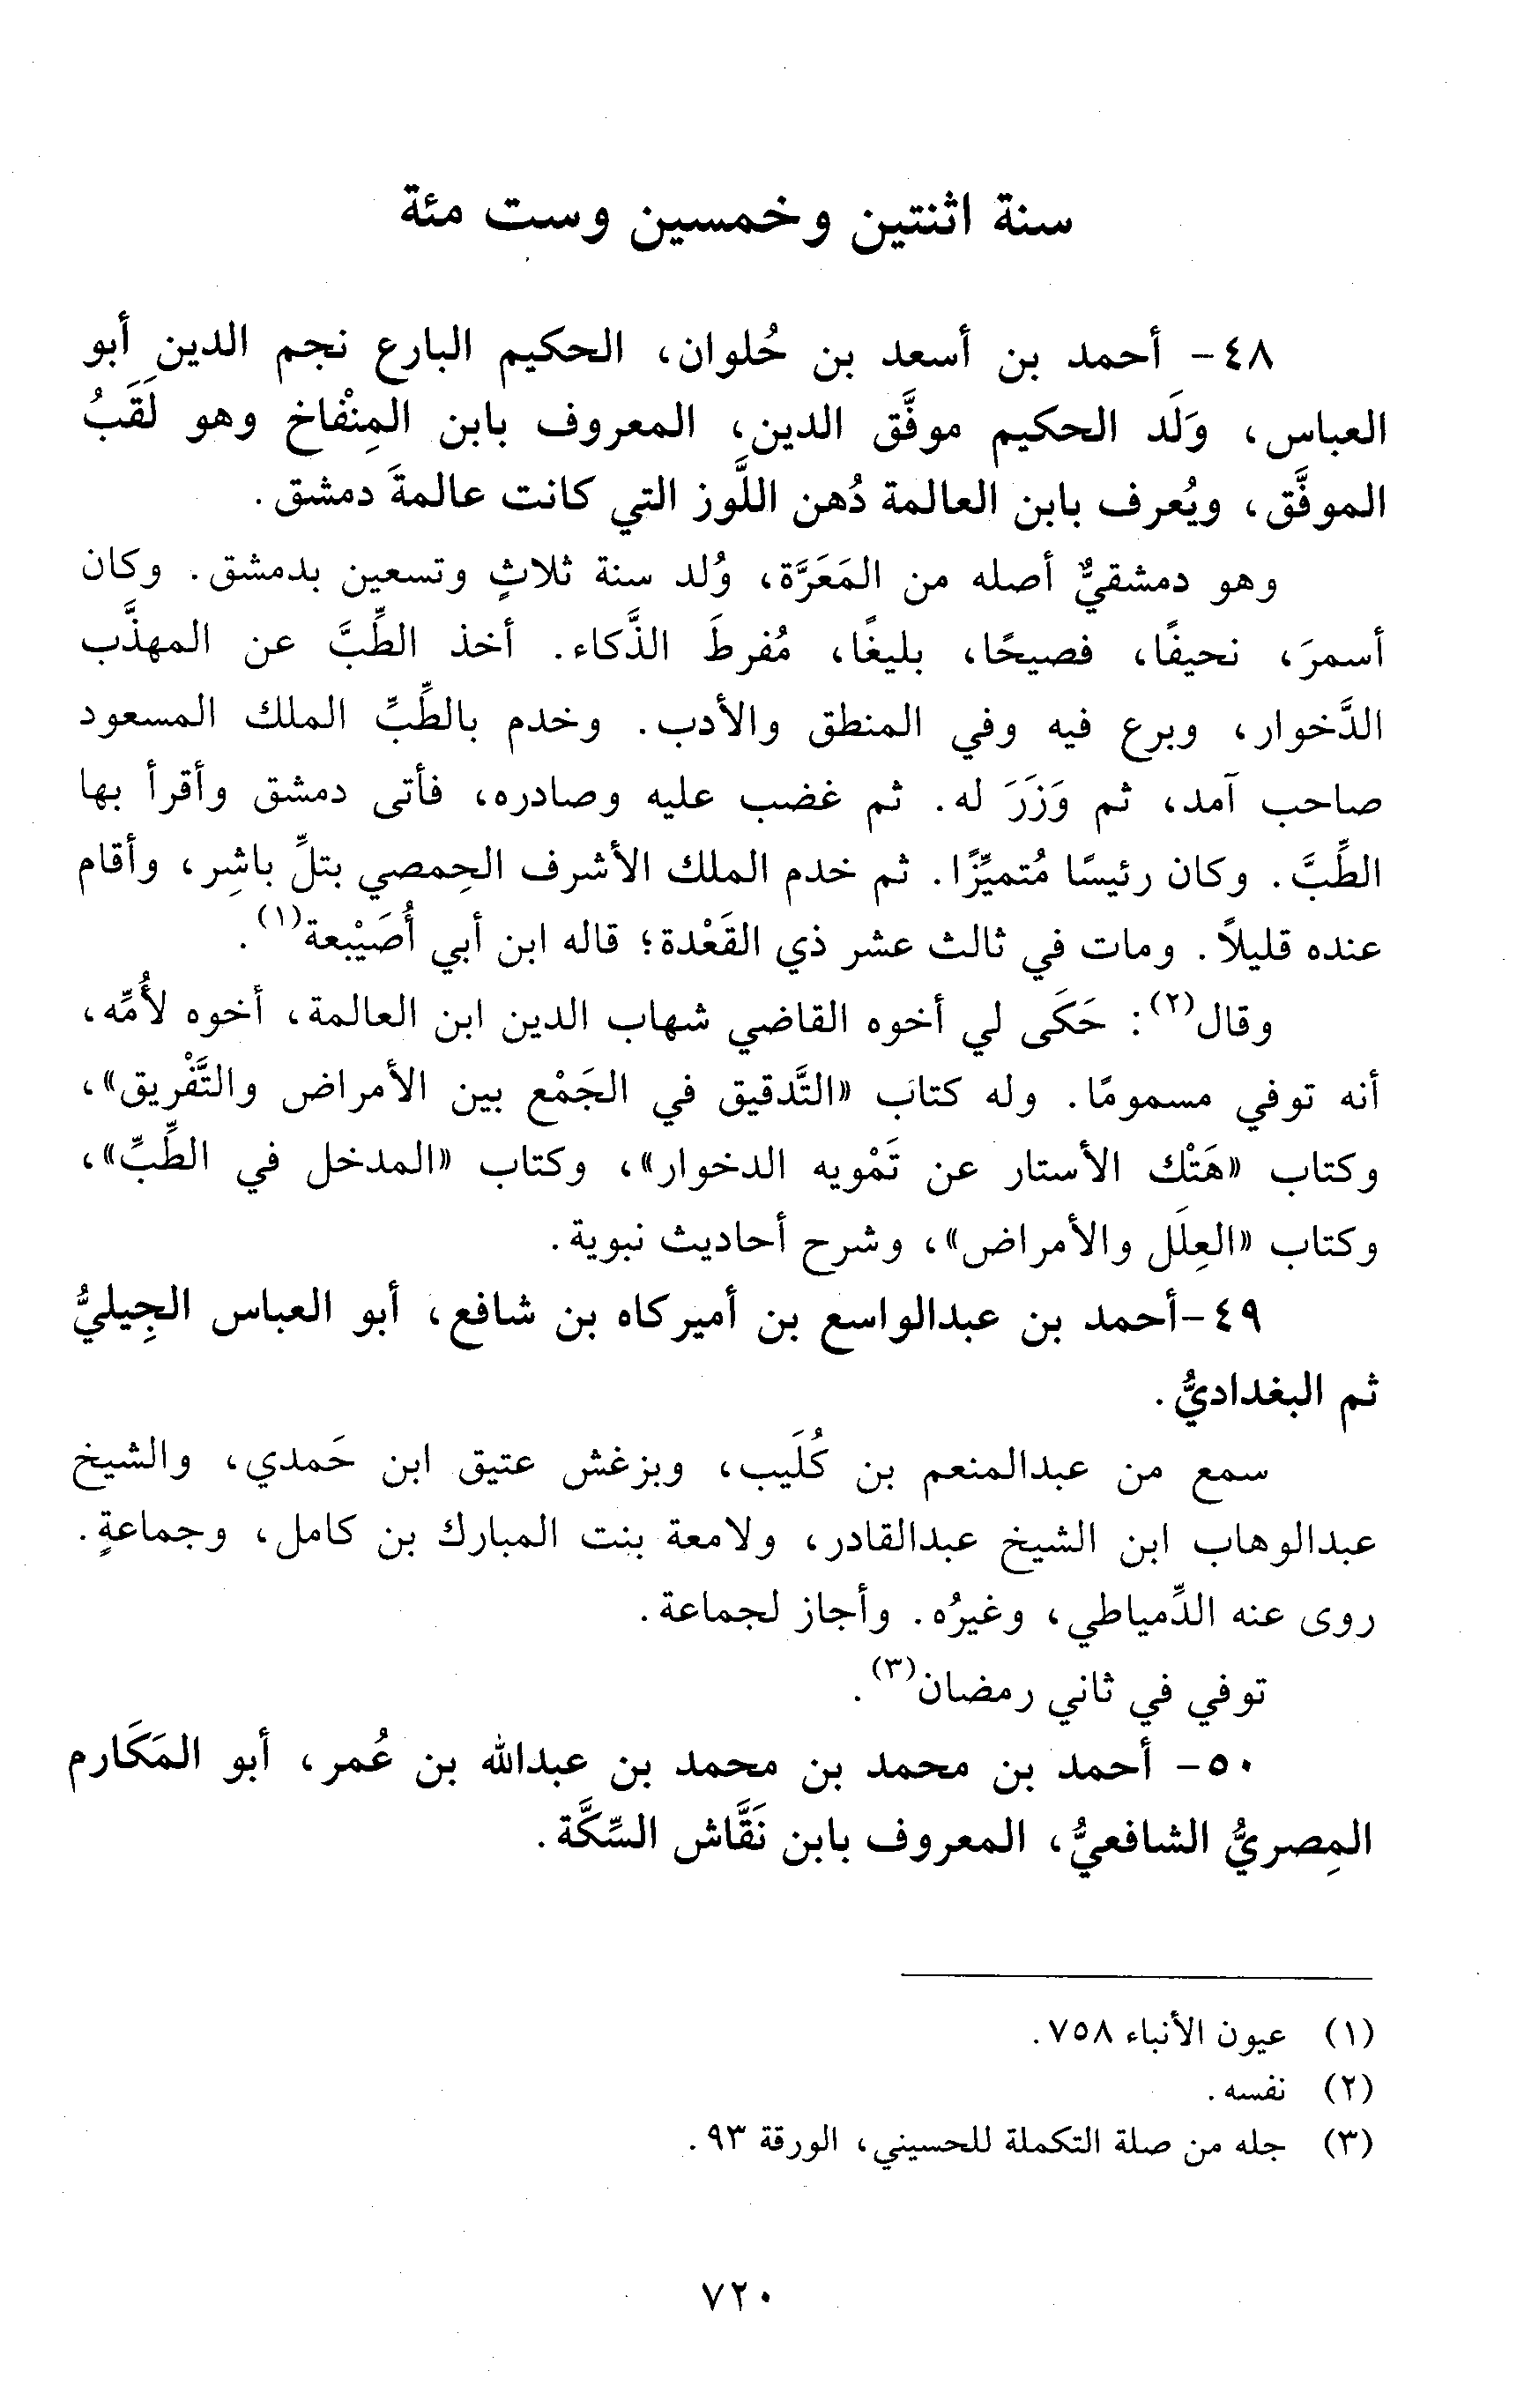 سنة اثنتين وخمسين وست مئة
٤٨- أحمد بن أسعد بن حُلوان، الحكيم البارع نجم الدين أبو
العباس، وَلَد الحكيم موفَّق الدين، المعروف بابن المِنْفاخ وهو لَقَبُ
الموفَّق، ويُعرف بابن العالمة دُهن اللَّوز التي كانت عالمةَ دمشق.
وهو دمشقيٌّ أصله من المَعَرَّة، وُلد سنة ثلاثٍ وتسعين بدمشق. وكان
أسمرَ، نحيفًا، فصيحًا، بليغًا، مُفرطَ الذَّكاء. أخذ الطِّبَّ عن المهذَّب
الدَّخوار، وبرع فيه وفي المنطق والأدب. وخدم بالطِّبِّ الملك المسعود
صاحب آمد، ثم وَزَرَ له. ثم غضب عليه وصادره، فأتى دمشق وأقرأ بها
الطِّبَّ. وكان رئيسًا مُتميِّزًا. ثم خدم الملك الأشرف الحِمصي بتلِّ باشِر، وأقام
عنده قليلاً. ومات في ثالث عشر ذي القَعْدة؛ قاله ابن أبي أُصَيْبعة(١).
وقال(٢): حَكَى لي أخوه القاضي شهاب الدين ابن العالمة، أخوه لأُمِّه،
أنه توفي مسمومًا. وله كتاب «التَّدقيق في الجَمْع بين الأمراض والتَّفْريق»،
وكتاب «هَتْك الأستار عن تَمْويه الدخوار»، وكتاب «المدخل في الطِّبِّ»،
وكتاب «العِلَل والأمراض»، وشرح أحاديث نبوية.
٤٩-أحمد بن عبدالواسع بن أميركاه بن شافع، أبو العباس الجِيليُّ
ثم البغداديُّ.
سمع من عبدالمنعم بن كُلَيب، وبزغش عتيق ابن حَمدي، والشيخ
عبدالوهاب ابن الشيخ عبدالقادر، ولامعة بنت المبارك بن كامل، وجماعةٍ.
روى عنه الدِّمياطي، وغيرُه. وأجاز لجماعة.
توفي في ثاني رمضان(٣).
٥٠- أحمد بن محمد بن محمد بن عبدالله بن عُمر، أبو المَكَارم
المِصريُّ الشافعيُّ، المعروف بابن نَقَّاش السِّكَّة.
(١) عيون الأنباء ٧٥٨.
(٢) نفسه.
(٣) جله من صلة التكملة للحسيني، الورقة ٩٣.
٧٢٠